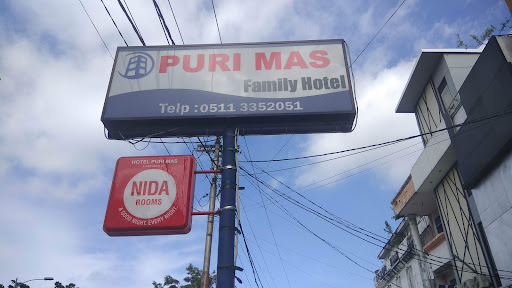 PURI MAS
Family Hotel
Telp : 0511 3352051
HOTEL PURI MAS
NIDA
ROOMS
A GOOD NIGHT. EVERY NIGHT.